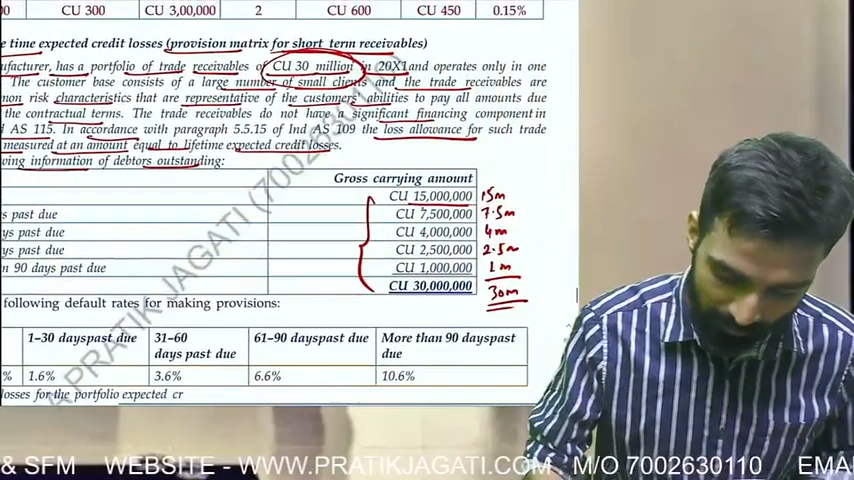 00 CU 300 CU 3,00,000 2 CU 600 CU 450 0.15%
e time expected credit losses (provision matrix for short term receivables)
ufacturer, has a portfolio of trade receivables of CU 30 million in 20X1and operates only in one
The customer base consists of a large number of small clients and the trade receivables are
mon risk characteristics that are representative of the customers' abilities to pay all amounts due
the contractual terms. The trade receivables do not have a significant financing component in
d AS 115. In accordance with paragraph 5.5.15 of Ind AS 109 the loss allowance for such trade
measured at an amount equal to lifetime expected credit losses.
wing information of debtors outstanding:
Gross carrying amount
CU 15,000,000 15m
s past due CU 7,500,000 7.5m
ys past due CU 4,000,000 4m
ys past due CU 2,500,000 2.5m
n 90 days past due CU 1,000,000 1m
CU 30,000,000 30m
following default rates for making provisions:
1–30 dayspast due 31–60 days past due 61–90 dayspast due More than 90 dayspast due
% 1.6% 3.6% 6.6% 10.6%
losses for the portfolio expected cr
A PRATIK JAGATI (7002630110)
& SFM WEBSITE - WWW.PRATIKJAGATI.COM M/O 7002630110 EMA